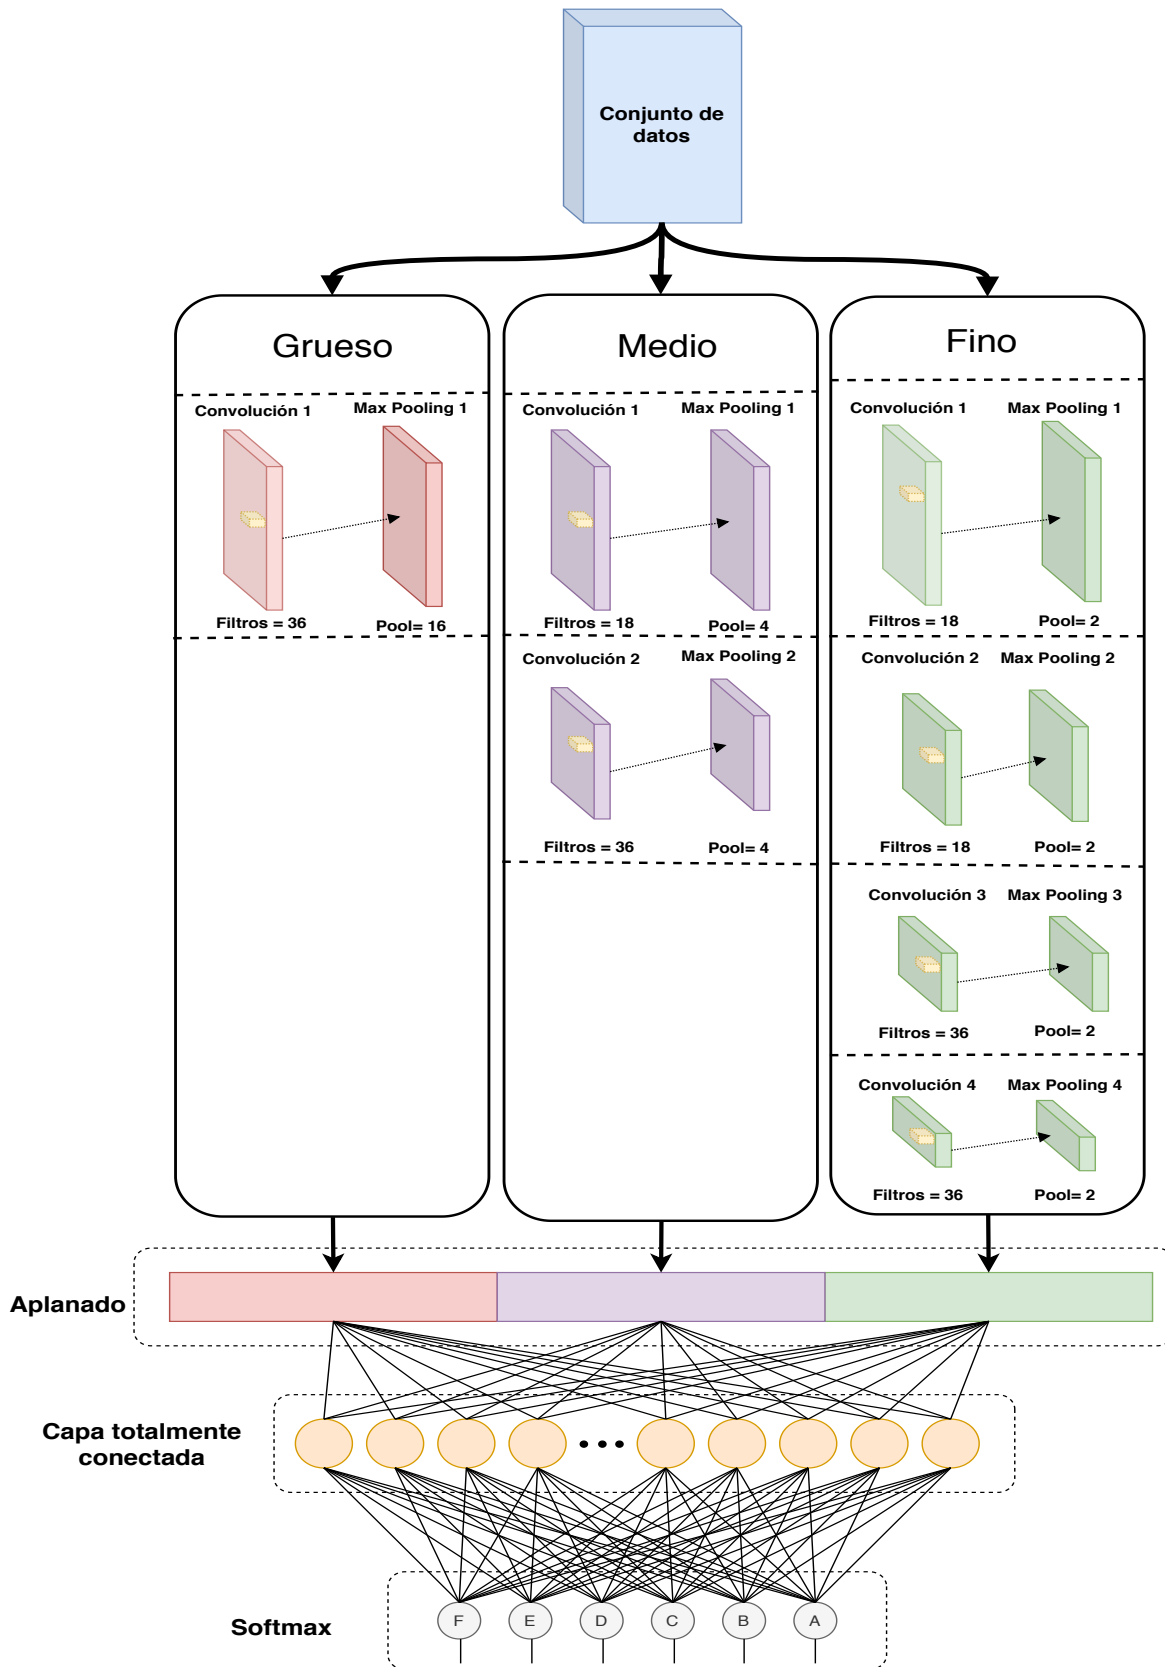 Conjunto de
datos
Grueso
Convolución 1
Max Pooling 1
Filtros = 36
Pool= 16
Medio
Convolución 1
Max Pooling 1
Filtros = 18
Pool= 4
Convolución 2
Max Pooling 2
Filtros = 36
Pool= 4
Fino
Convolución 1
Max Pooling 1
Filtros = 18
Pool= 2
Convolución 2
Max Pooling 2
Filtros = 18
Pool= 2
Convolución 3
Max Pooling 3
Filtros = 36
Pool= 2
Convolución 4
Max Pooling 4
Filtros = 36
Pool= 2
Aplanado
Capa totalmente
conectada
Softmax
F
E
D
C
B
A